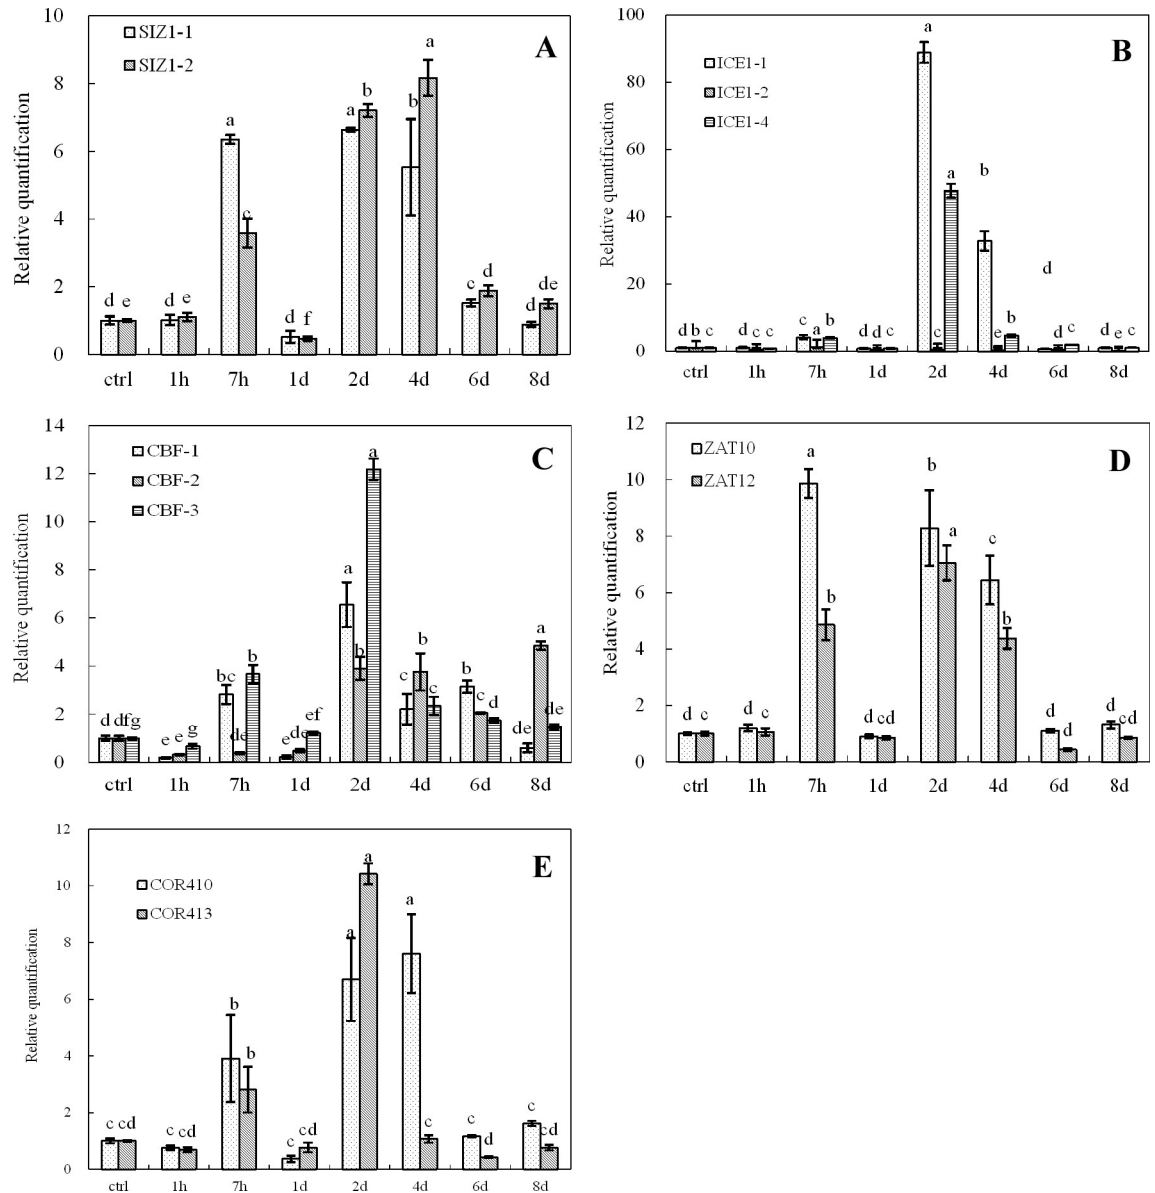 A
SIZ1-1
SIZ1-2
Relative quantification
10
8
6
4
2
0
d e d e a c d f a b b a c d d de
ctrl 1h 7h 1d 2d 4d 6d 8d
B
ICE1-1
ICE1-2
ICE1-4
Relative quantification
100
80
60
40
20
0
d b c d c c c a b d d c a c a b e b d d c d e c
ctrl 1h 7h 1d 2d 4d 6d 8d
C
CBF-1
CBF-2
CBF-3
Relative quantification
14
12
10
8
6
4
2
0
d df g e e g bc de b e de ef a b a c b c b c d de a de
ctrl 1h 7h 1d 2d 4d 6d 8d
D
ZAT10
ZAT12
Relative quantification
12
10
8
6
4
2
0
d c d c a b d cd b a c b d d d cd
ctrl 1h 7h 1d 2d 4d 6d 8d
E
COR410
COR413
Relative quantification
12
10
8
6
4
2
0
c cd c cd b b c cd a a a c c d c cd
ctrl 1h 7h 1d 2d 4d 6d 8d